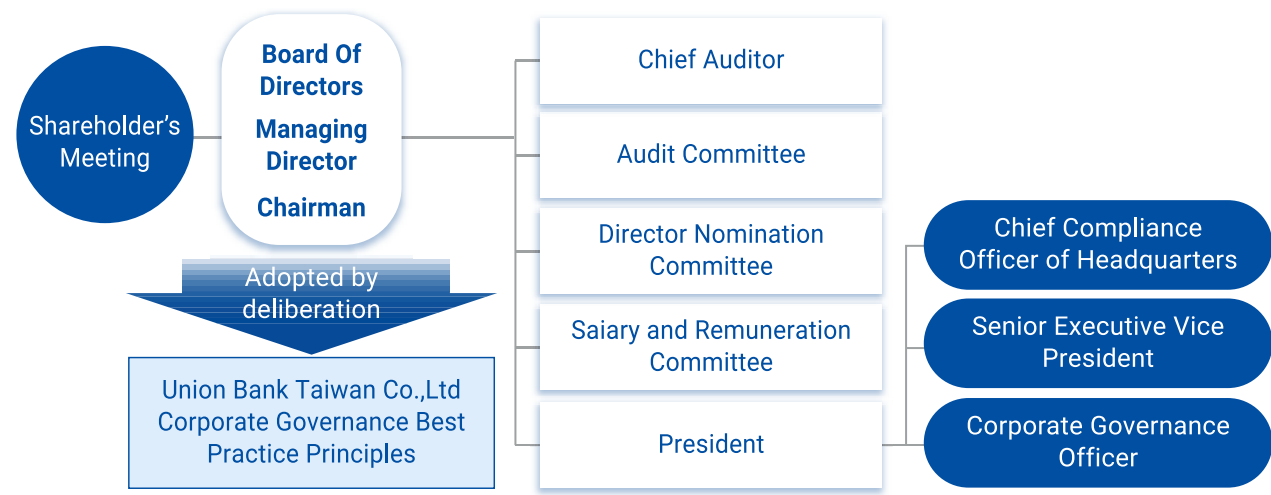 Shareholder's
Meeting
Board Of
Directors
Managing
Director
Chairman
Adopted by
deliberation
Union Bank Taiwan Co.,Ltd
Corporate Governance Best
Practice Principles
Chief Auditor
Audit Committee
Director Nomination
Committee
Saiary and Remuneration
Committee
President
Chief Compliance
Officer of Headquarters
Senior Executive Vice
President
Corporate Governance
Officer